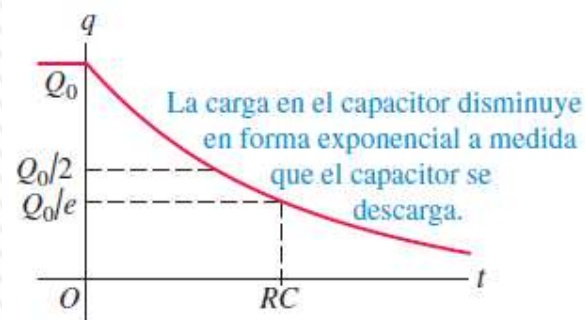 q
Q₀
La carga en el capacitor disminuye
en forma exponencial a medida
que el capacitor se
descarga.
Q₀/2
Q₀/e
O
RC
t